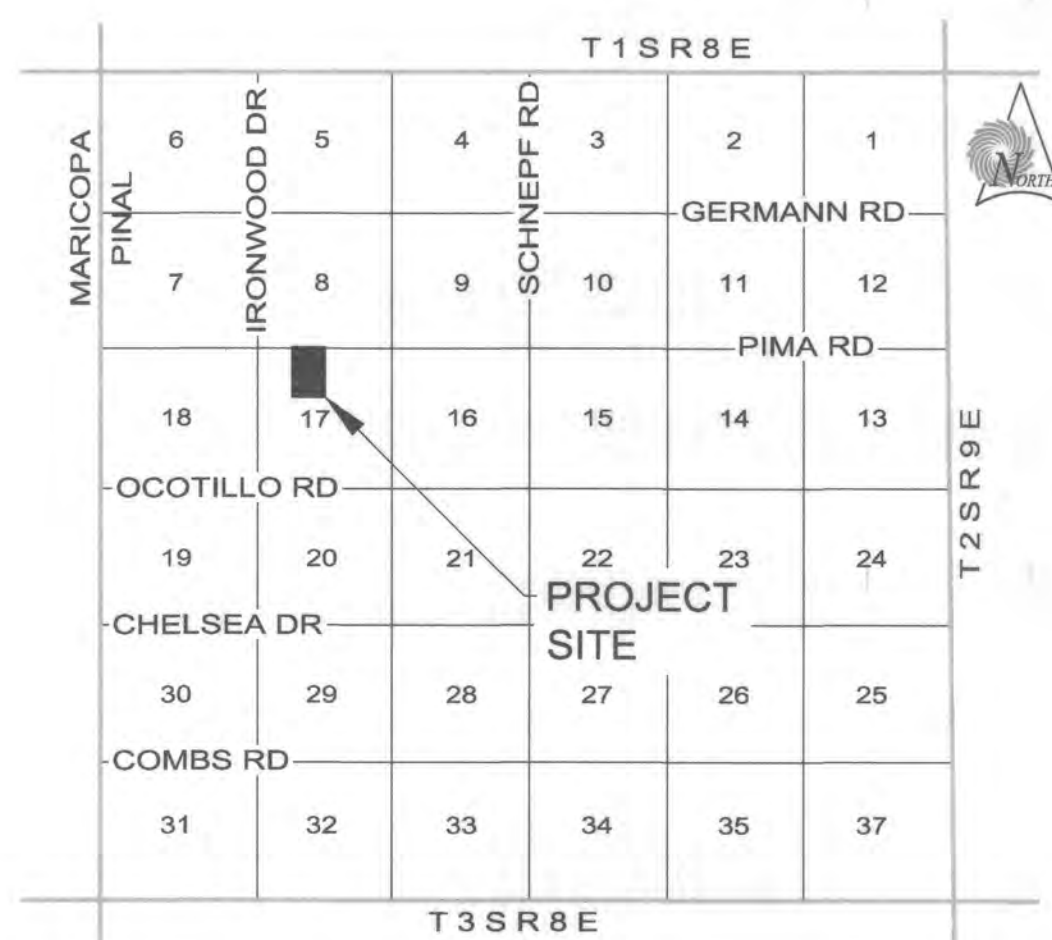 T1SR8E
MARICOPA
PINAL
IRONWOOD DR
SCHNEPF RD
6 5 4 3 2 1
NORTH
GERMANN RD
7 8 9 10 11 12
PIMA RD
18 17 16 15 14 13
T2SR9E
OCOTILLO RD
19 20 21 22 23 24
PROJECT
SITE
CHELSEA DR
30 29 28 27 26 25
COMBS RD
31 32 33 34 35 37
T3SR8E